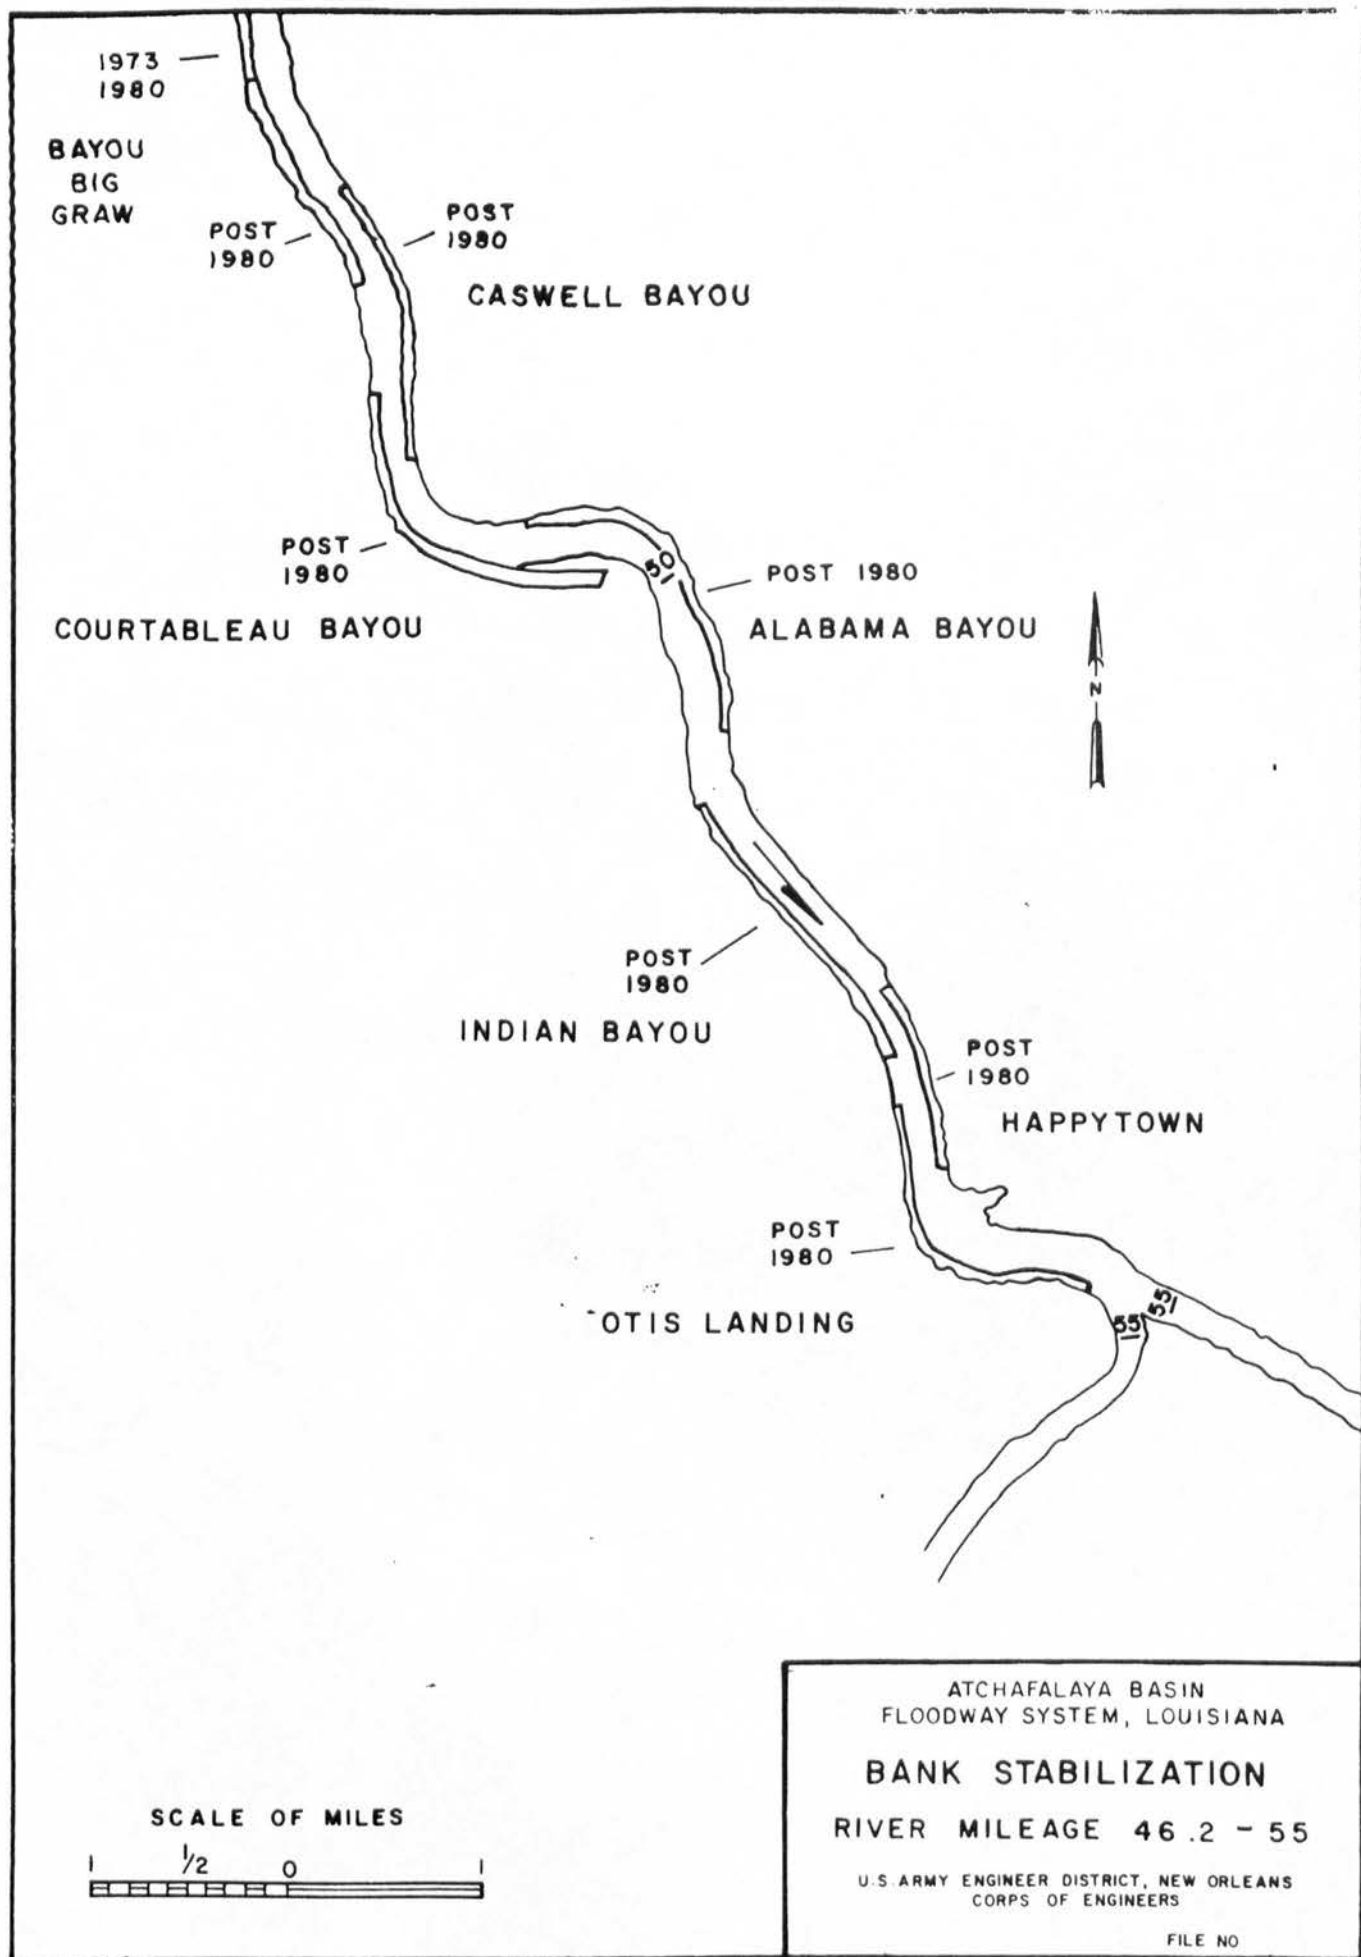 1973
1980
BAYOU
BIG
GRAW
POST
1980
POST
1980
CASWELL BAYOU
POST
1980
COURTABLEAU BAYOU
50
POST 1980
ALABAMA BAYOU
N
POST
1980
INDIAN BAYOU
POST
1980
HAPPYTOWN
POST
1980
OTIS LANDING
55
55
SCALE OF MILES
1 1/2 0 1
ATCHAFALAYA BASIN
FLOODWAY SYSTEM, LOUISIANA
BANK STABILIZATION
RIVER MILEAGE 46.2 - 55
U.S. ARMY ENGINEER DISTRICT, NEW ORLEANS
CORPS OF ENGINEERS
FILE NO